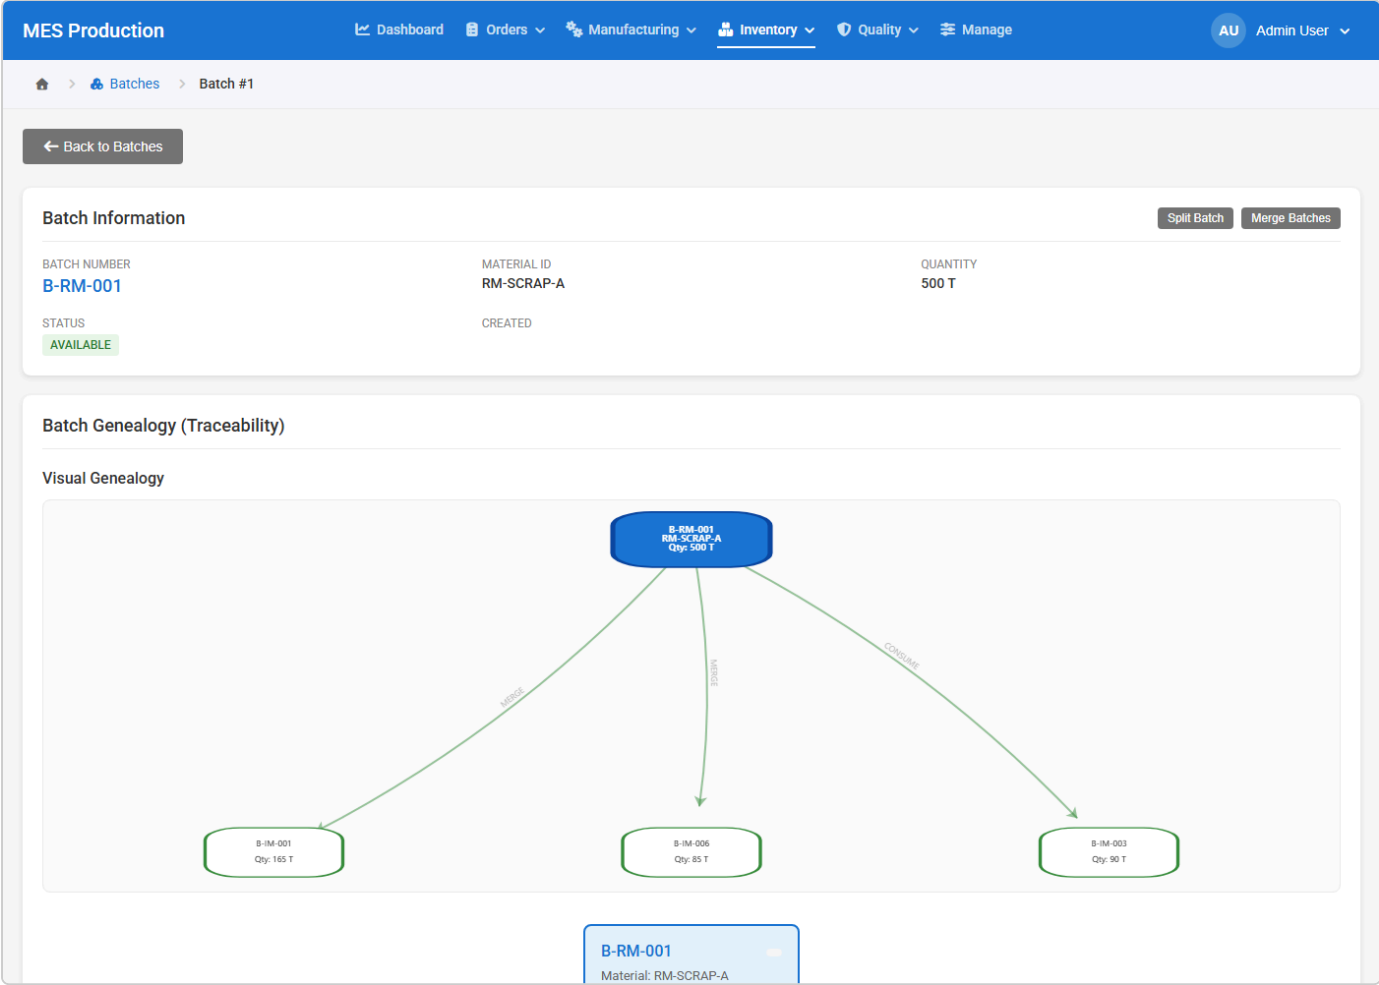 MES Production
Dashboard
Orders
Manufacturing
Inventory
Quality
Manage
AU
Admin User
Batches
Batch #1
Back to Batches
Batch Information
Split Batch
Merge Batches
BATCH NUMBER
B-RM-001
MATERIAL ID
RM-SCRAP-A
QUANTITY
500 T
STATUS
AVAILABLE
CREATED
Batch Genealogy (Traceability)
Visual Genealogy
B-RM-001
RM-SCRAP-A
Qty: 500 T
MERGE
MERGE
CONSUME
B-IM-001
Qty: 165 T
B-IM-006
Qty: 85 T
B-IM-003
Qty: 90 T
B-RM-001
Material: RM-SCRAP-A